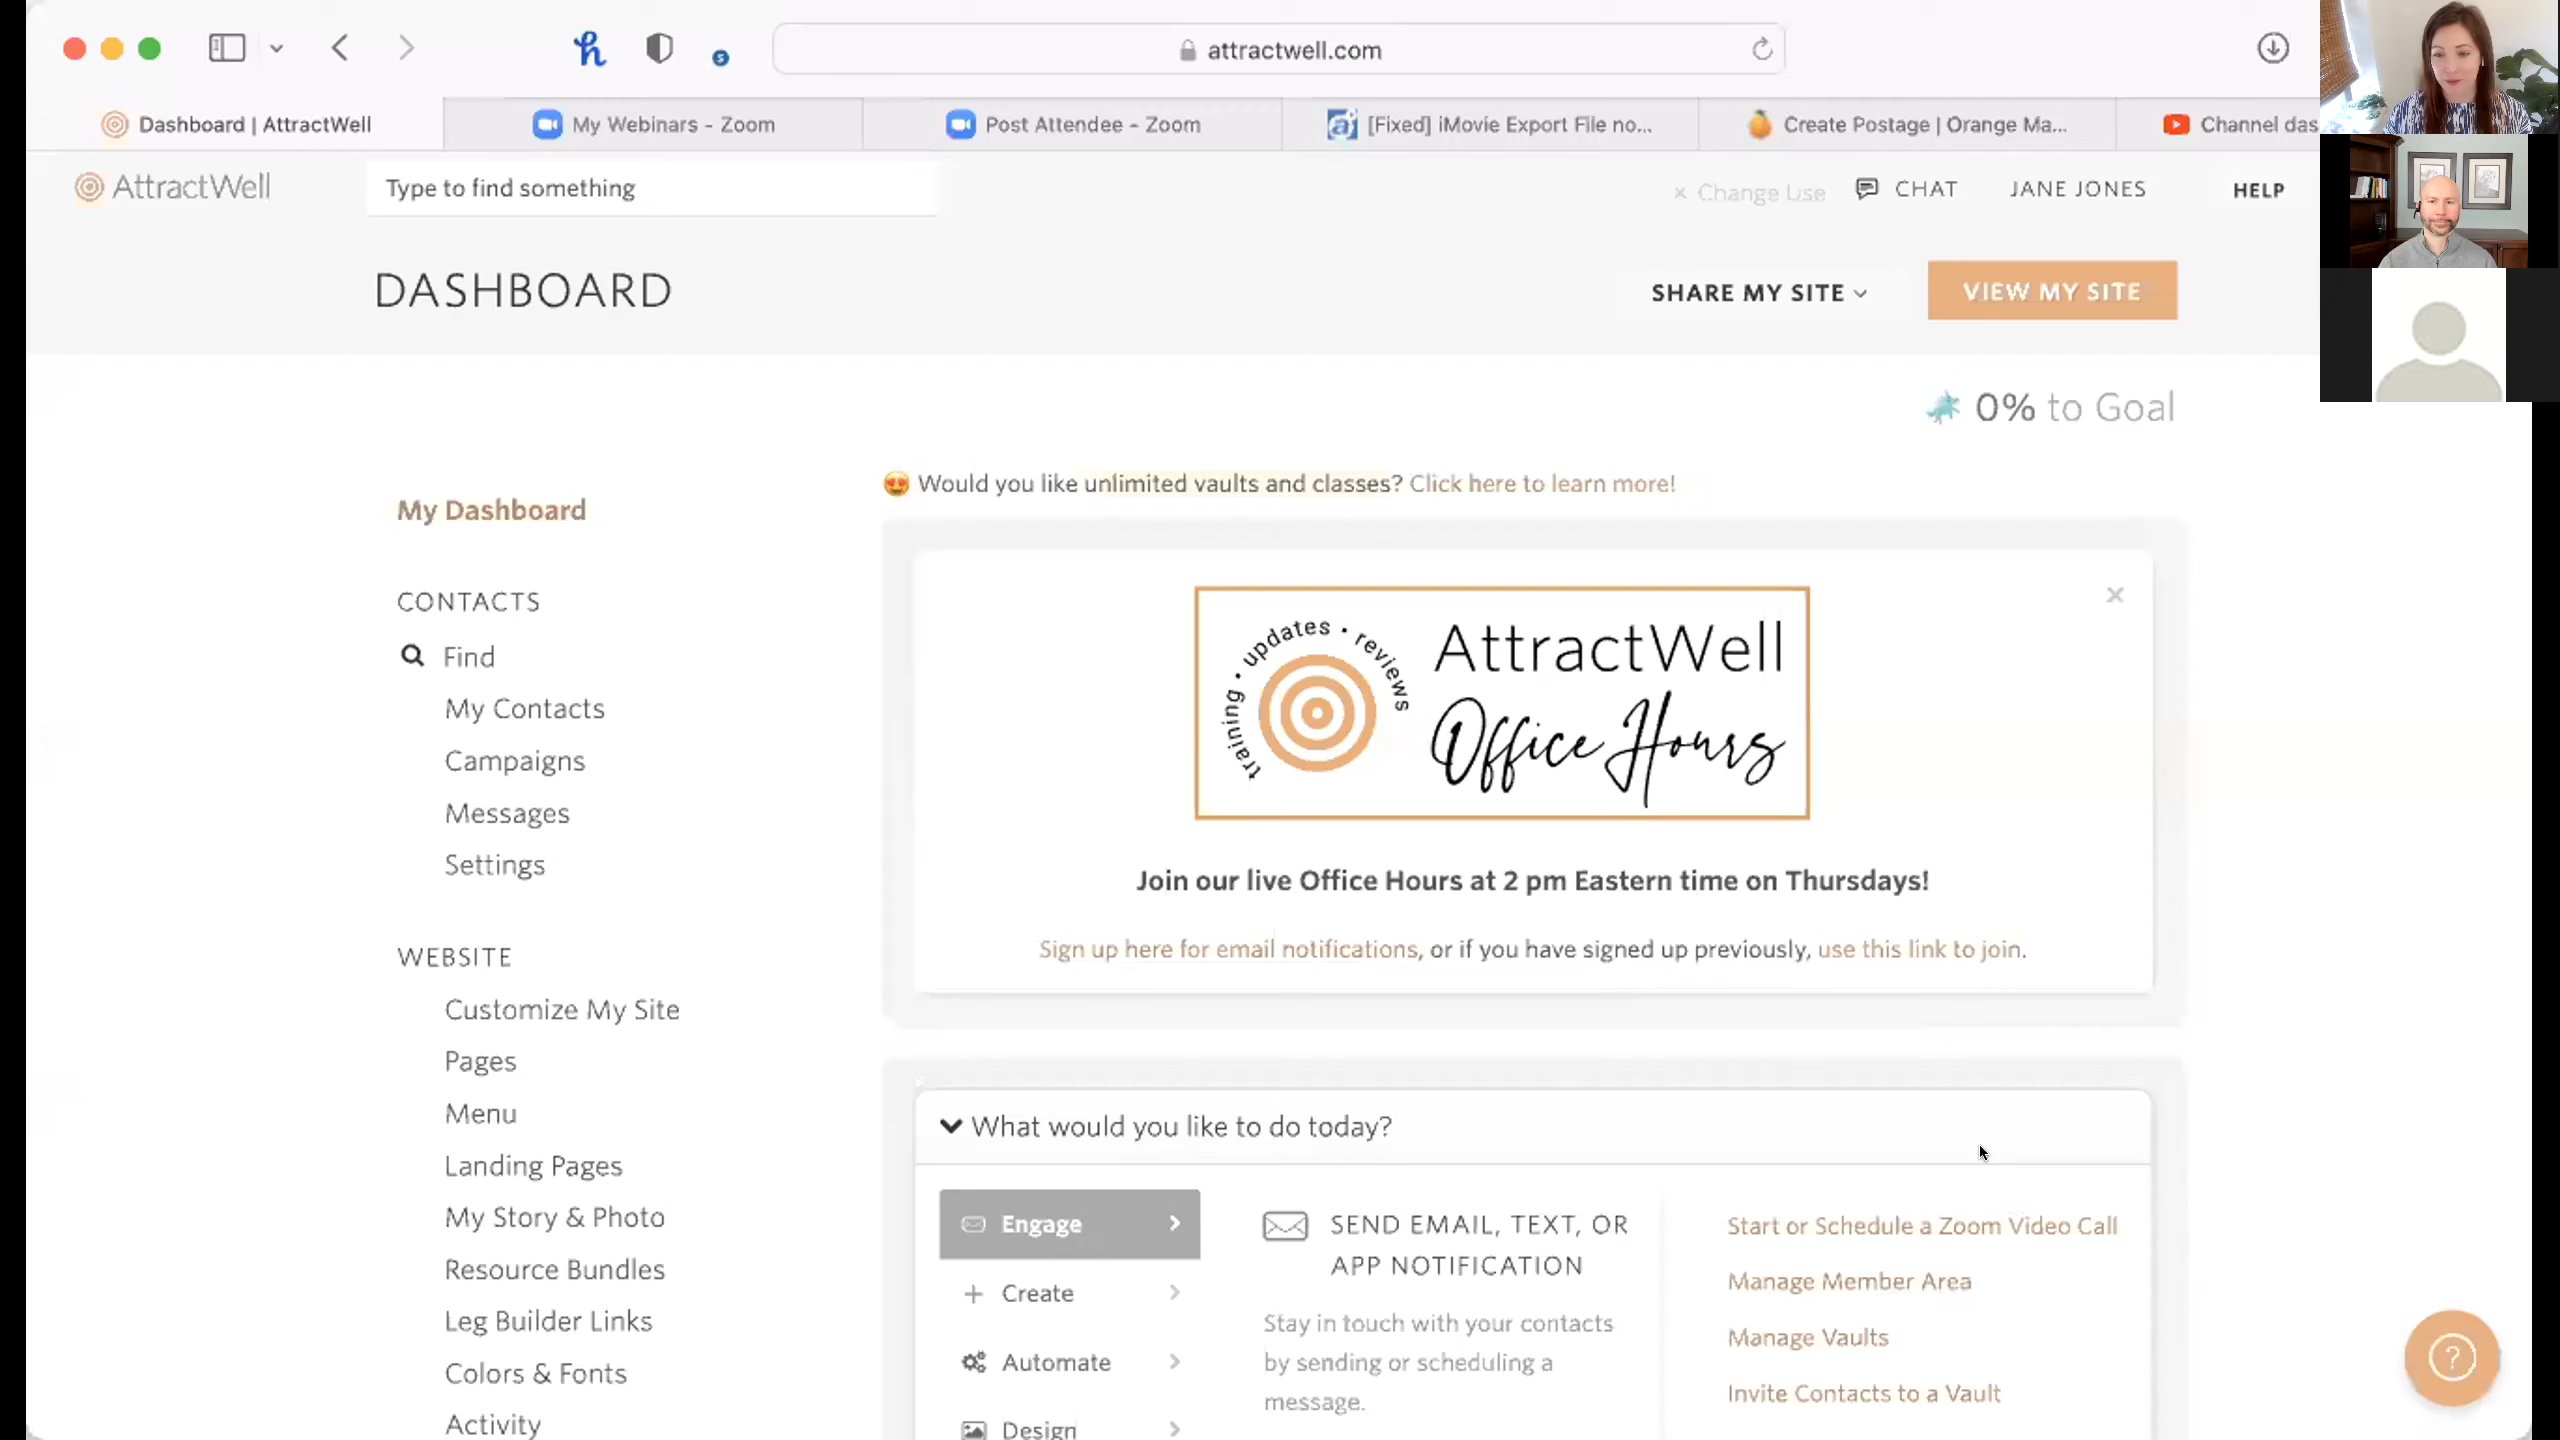 attractwell.com
Dashboard | AttractWell
My Webinars - Zoom
Post Attendee - Zoom
[Fixed] iMovie Export File no...
Create Postage | Orange Ma...
Channel das
AttractWell
Type to find something
× Change Use
CHAT
JANE JONES
HELP
DASHBOARD
SHARE MY SITE
VIEW MY SITE
0% to Goal
Would you like unlimited vaults and classes? Click here to learn more!
My Dashboard
CONTACTS
Find
My Contacts
Campaigns
Messages
Settings
WEBSITE
Customize My Site
Pages
Menu
Landing Pages
My Story & Photo
Resource Bundles
Leg Builder Links
Colors & Fonts
Activity
training • updates • reviews
AttractWell
Office Hours
Join our live Office Hours at 2 pm Eastern time on Thursdays!
Sign up here for email notifications, or if you have signed up previously, use this link to join.
What would you like to do today?
Engage
Create
Automate
Design
SEND EMAIL, TEXT, OR
APP NOTIFICATION
Stay in touch with your contacts
by sending or scheduling a
message.
Start or Schedule a Zoom Video Call
Manage Member Area
Manage Vaults
Invite Contacts to a Vault
?